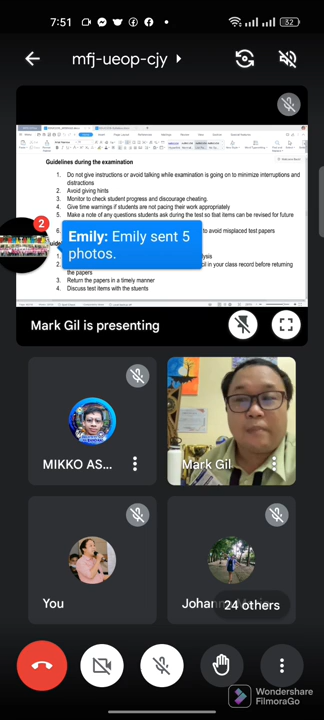 7:51
32
mfj-ueop-cjy
Guidelines during the examination
1. Do not give instructions or avoid talking while examination is going on to minimize interruptions and
distractions
2. Avoid giving hints
3. Monitor to check student progress and discourage cheating.
4. Give time warnings if students are not pacing their work appropriately
5. Make a note of any questions students ask during the test so that items can be revised for future
6. to avoid misplaced test papers
2
Emily: Emily sent 5
photos.
2. cil in your class record before returning
the papers
3. Return the papers in a timely manner
4. Discuss test items with the stuents
Mark Gil is presenting
MIKKO AS...
Mark Gil
You
24 others
Wondershare
FilmoraGo